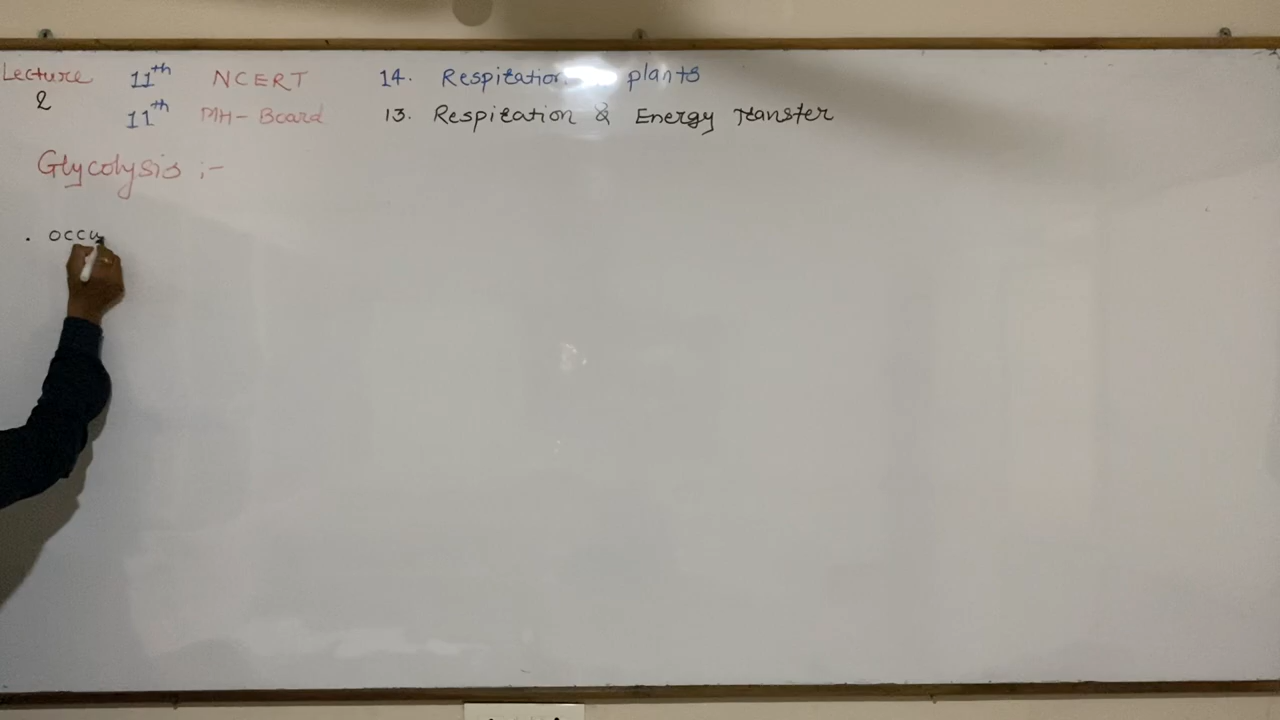 Lecture 11th NCERT 14. Respiration plants
2 11th MH-Board 13. Respiration & Energy Transfer
Glycolysis :-
. occu